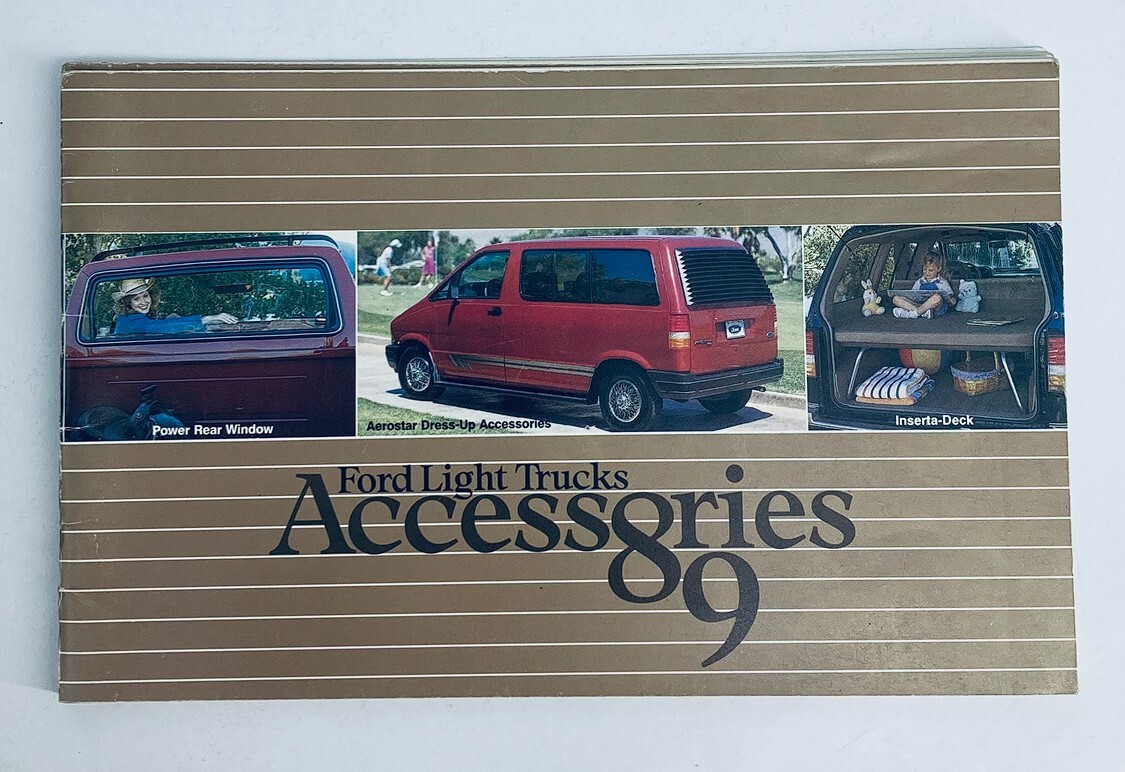 Power Rear Window
Aerostar Dress-Up Accessories
Inserta-Deck
Ford Light Trucks
Accessories
89